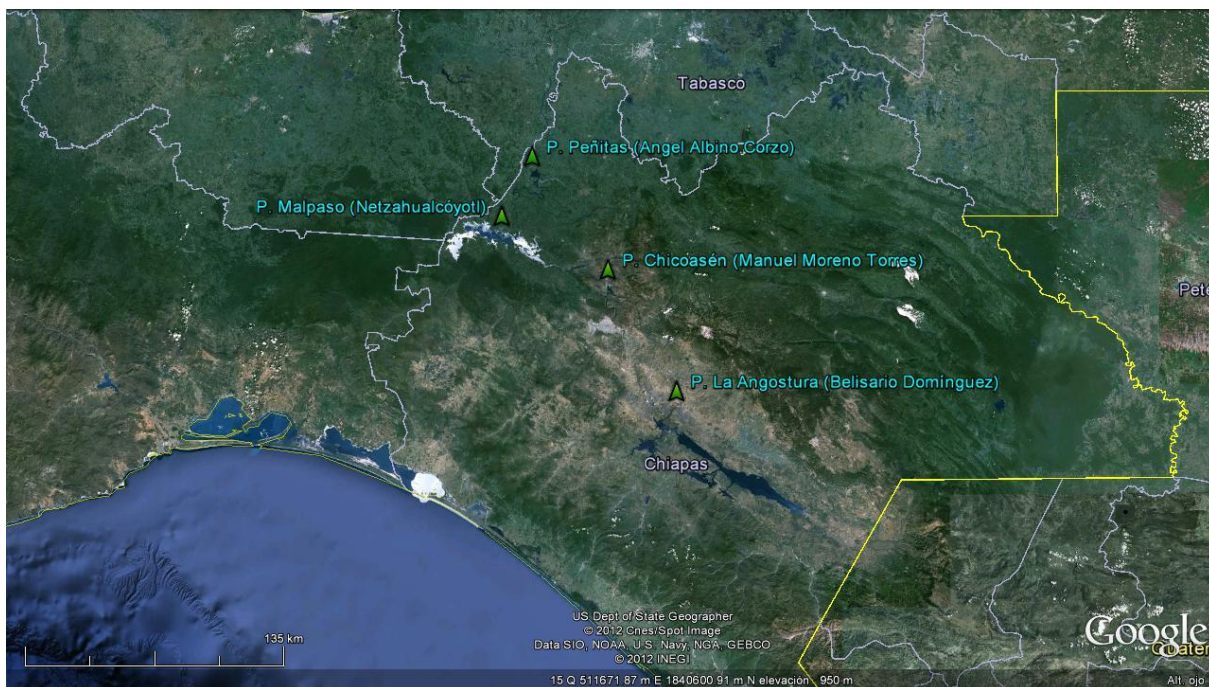 Tabasco
P. Peñitas (Angel Albino Corzo)
P. Malpaso (Netzahualcóyotl)
P. Chicoasén (Manuel Moreno Torres)
Pete
P. La Angostura (Belisario Domínguez)
Chiapas
US Dept of State Geographer
© 2012 Cnes/Spot Image
Data SIO, NOAA, U.S. Navy, NGA, GEBCO
© 2012 INEGI
135 km
Google
Guater
15 Q 511671.87 m E 1840600.91 m N elevación 950 m
Alt. ojo